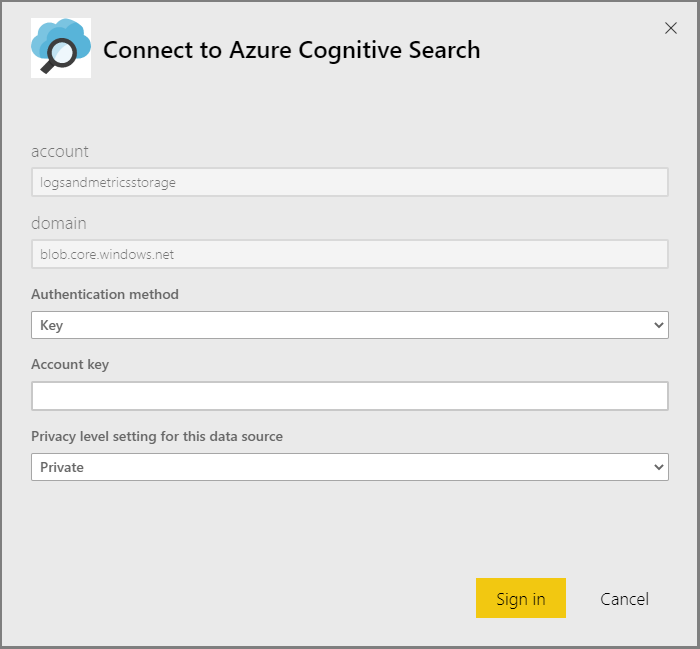 Connect to Azure Cognitive Search
account
logsandmetricsstorage
domain
blob.core.windows.net
Authentication method
Key
Account key
Privacy level setting for this data source
Private
Sign in
Cancel